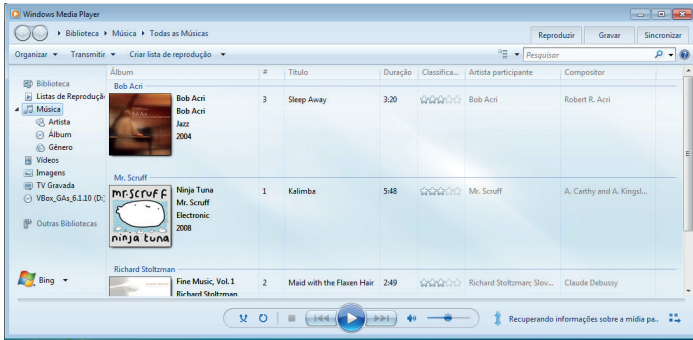 Windows Media Player
Biblioteca Música Todas as Músicas
Reproduzir Gravar Sincronizar
Organizar Transmitir Criar lista de reprodução Pesquisar
Biblioteca
Listas de Reproduçã
Música
Artista
Álbum
Gênero
Vídeos
Imagens
TV Gravada
VBox_GAs_6.1.10 (D:)
Outras Bibliotecas
Bing
Álbum # Título Duração Classifica... Artista participante Compositor
Bob Acri
Bob Acri 3 Sleep Away 3:20 Bob Acri Robert R. Acri
Bob Acri
Jazz
2004
Mr. Scruff
mr.scruff
ninja tuna
Ninja Tuna 1 Kalimba 5:48 Mr. Scruff A. Carthy and A. Kingsl...
Mr. Scruff
Electronic
2008
Richard Stoltzman
Fine Music, Vol. 1 2 Maid with the Flaxen Hair 2:49 Richard Stoltzman; Slov... Claude Debussy
Richard Stoltzman
Recuperando informações sobre a mídia pa..